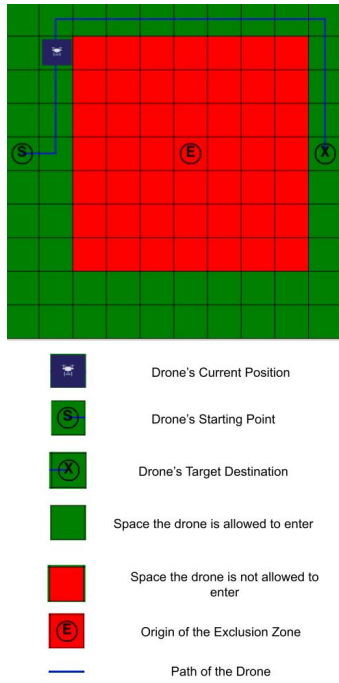 S
E
X
Drone's Current Position
S
Drone's Starting Point
X
Drone's Target Destination
Space the drone is allowed to enter
Space the drone is not allowed to
enter
E
Origin of the Exclusion Zone
Path of the Drone